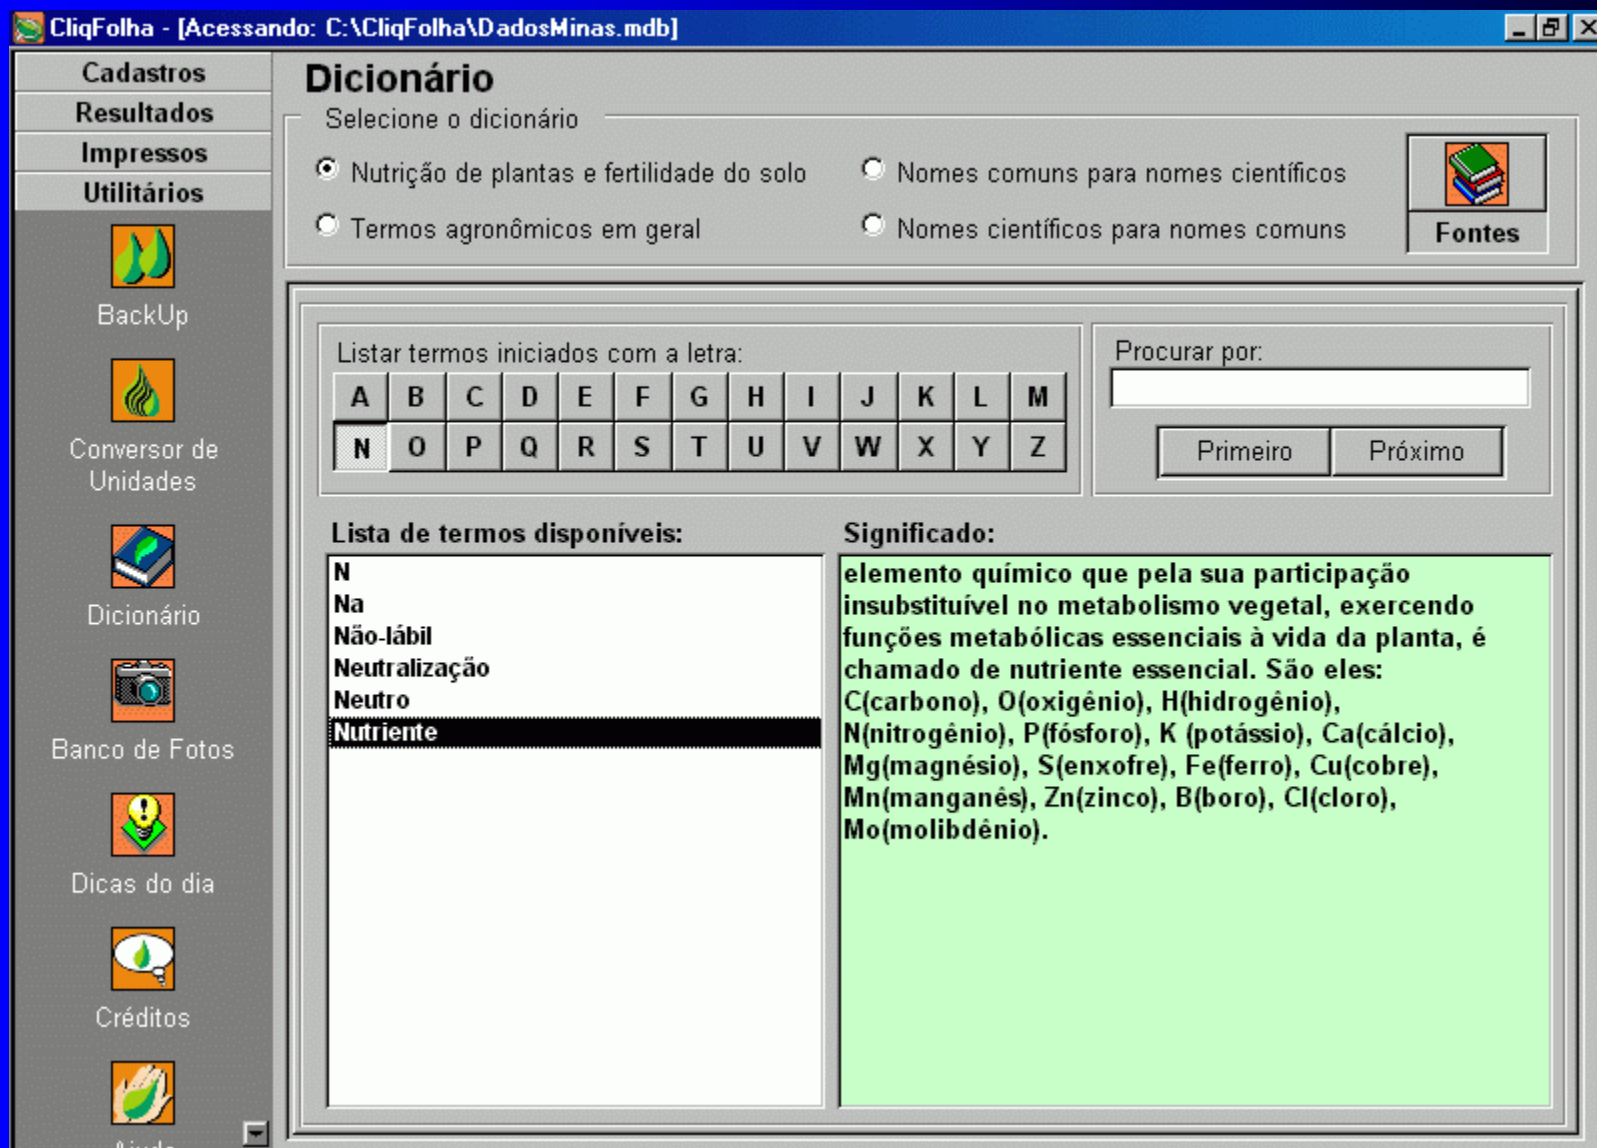 CliqFolha - [Acessando: C:\CliqFolha\DadosMinas.mdb]
Cadastros
Resultados
Impressos
Utilitários
BackUp
Conversor de
Unidades
Dicionário
Banco de Fotos
Dicas do dia
Créditos
Dicionário
Selecione o dicionário
Nutrição de plantas e fertilidade do solo
Nomes comuns para nomes científicos
Termos agronômicos em geral
Nomes científicos para nomes comuns
Fontes
Listar termos iniciados com a letra:
A B C D E F G H I J K L M
N O P Q R S T U V W X Y Z
Procurar por:
Primeiro
Próximo
Lista de termos disponíveis:
N
Na
Não-lábil
Neutralização
Neutro
Nutriente
Significado:
elemento químico que pela sua participação
insubstituível no metabolismo vegetal, exercendo
funções metabólicas essenciais à vida da planta, é
chamado de nutriente essencial. São eles:
C(carbono), O(oxigênio), H(hidrogênio),
N(nitrogênio), P(fósforo), K (potássio), Ca(cálcio),
Mg(magnésio), S(enxofre), Fe(ferro), Cu(cobre),
Mn(manganês), Zn(zinco), B(boro), Cl(cloro),
Mo(molibdênio).